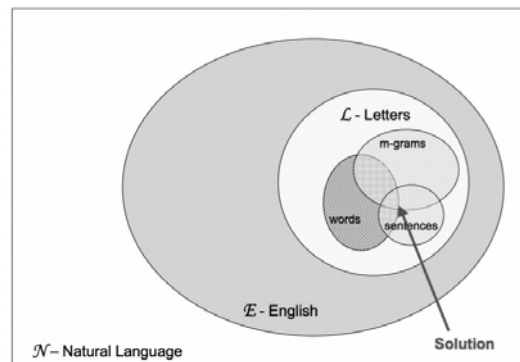 ℒ - Letters
m-grams
words
sentences
ℰ - English
Solution
𝒩 – Natural Language